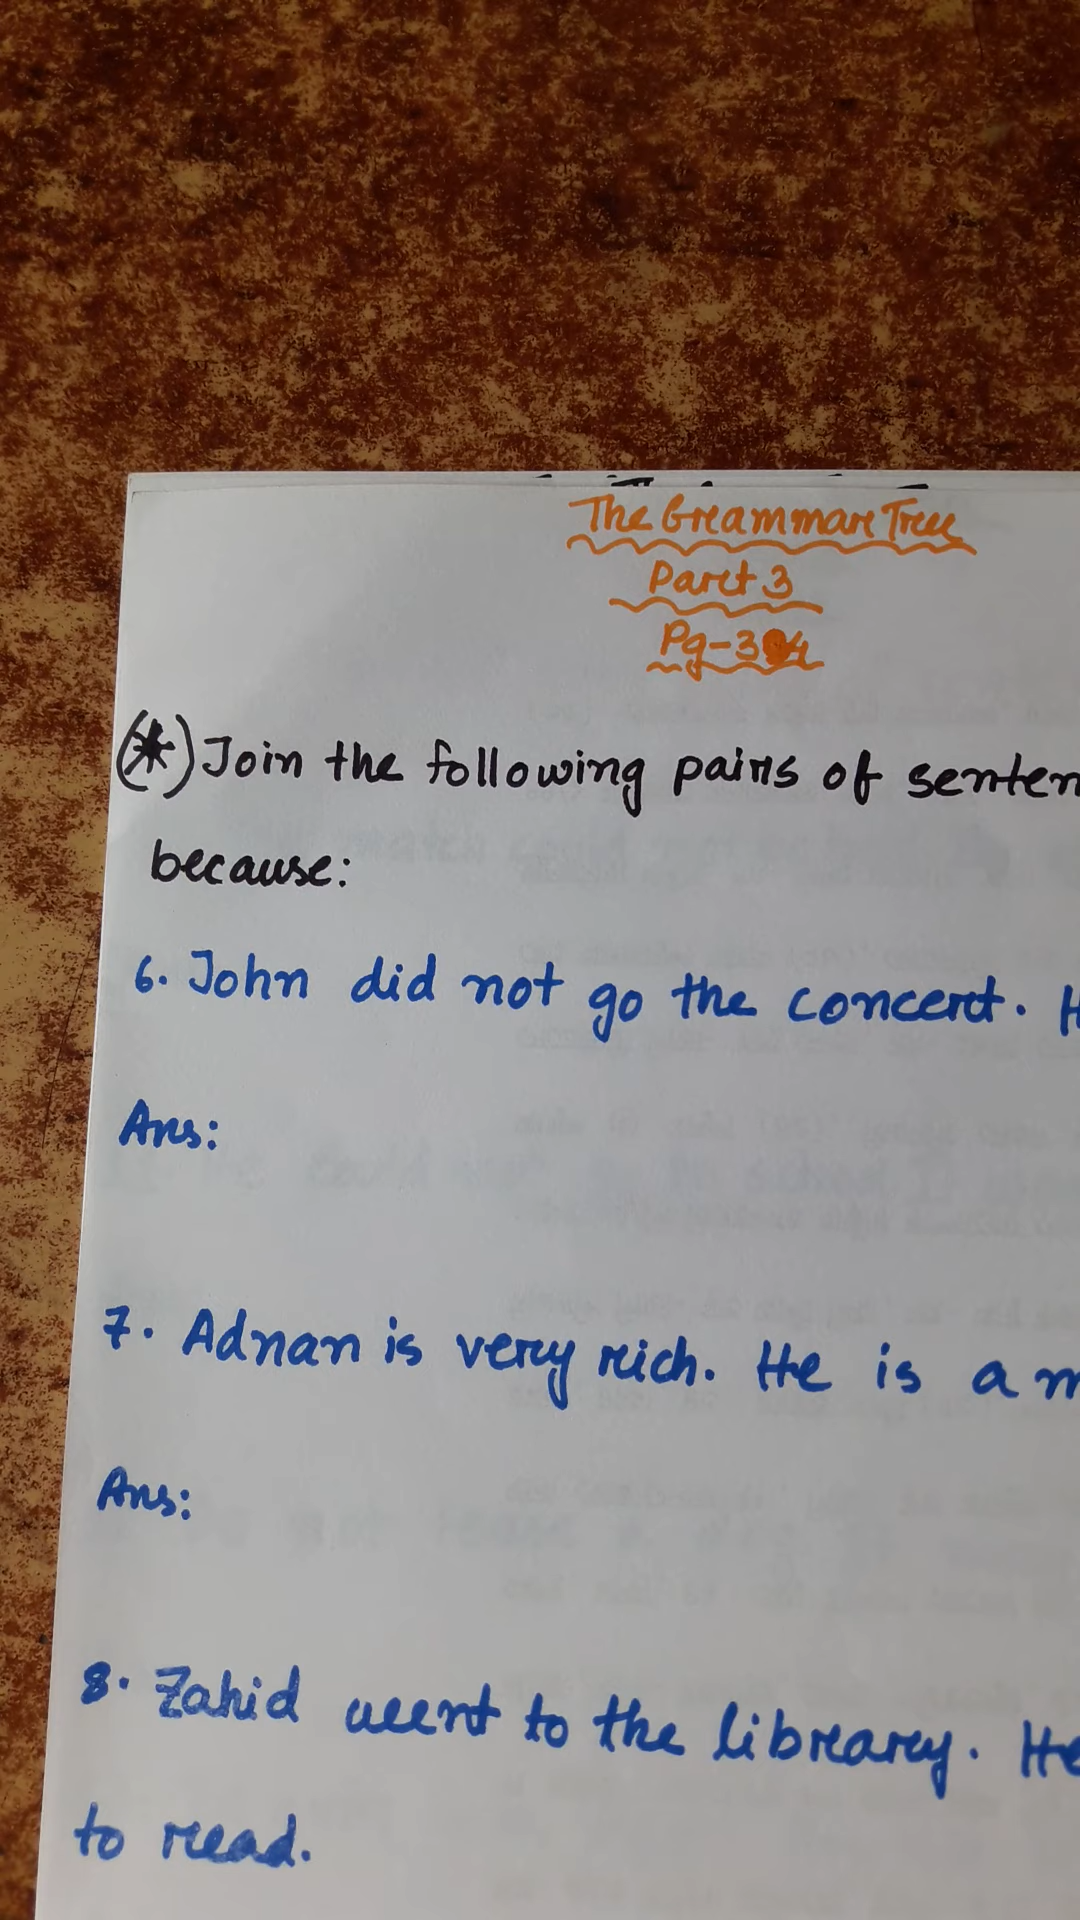 The Grammar Tree
Part 3
Pg-34
(*) Join the following pairs of senten
because:
6. John did not go the concert. H
Ans:
7. Adnan is very rich. He is a m
Ans:
8. Zahid went to the library. He
to read.